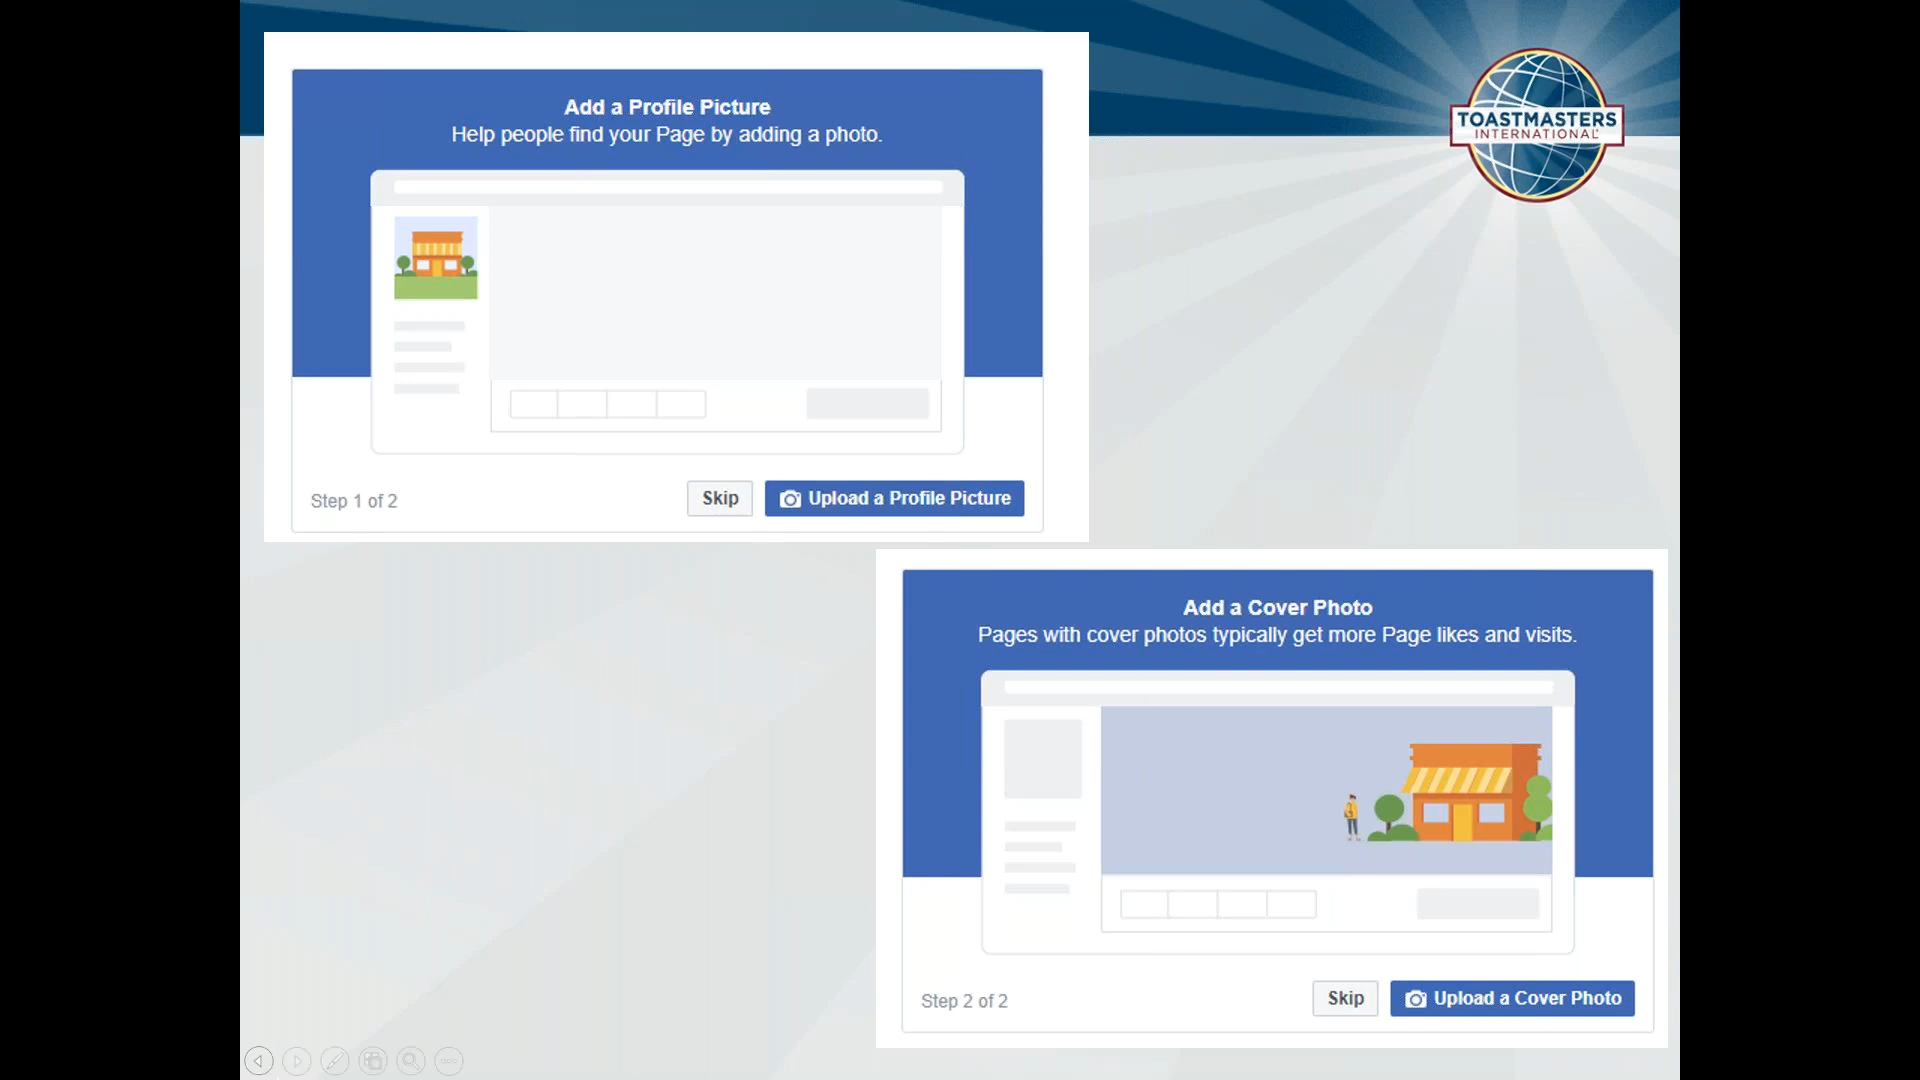 Add a Profile Picture
Help people find your Page by adding a photo.
Step 1 of 2
Skip
Upload a Profile Picture
TOASTMASTERS
INTERNATIONAL
Add a Cover Photo
Pages with cover photos typically get more Page likes and visits.
Step 2 of 2
Skip
Upload a Cover Photo